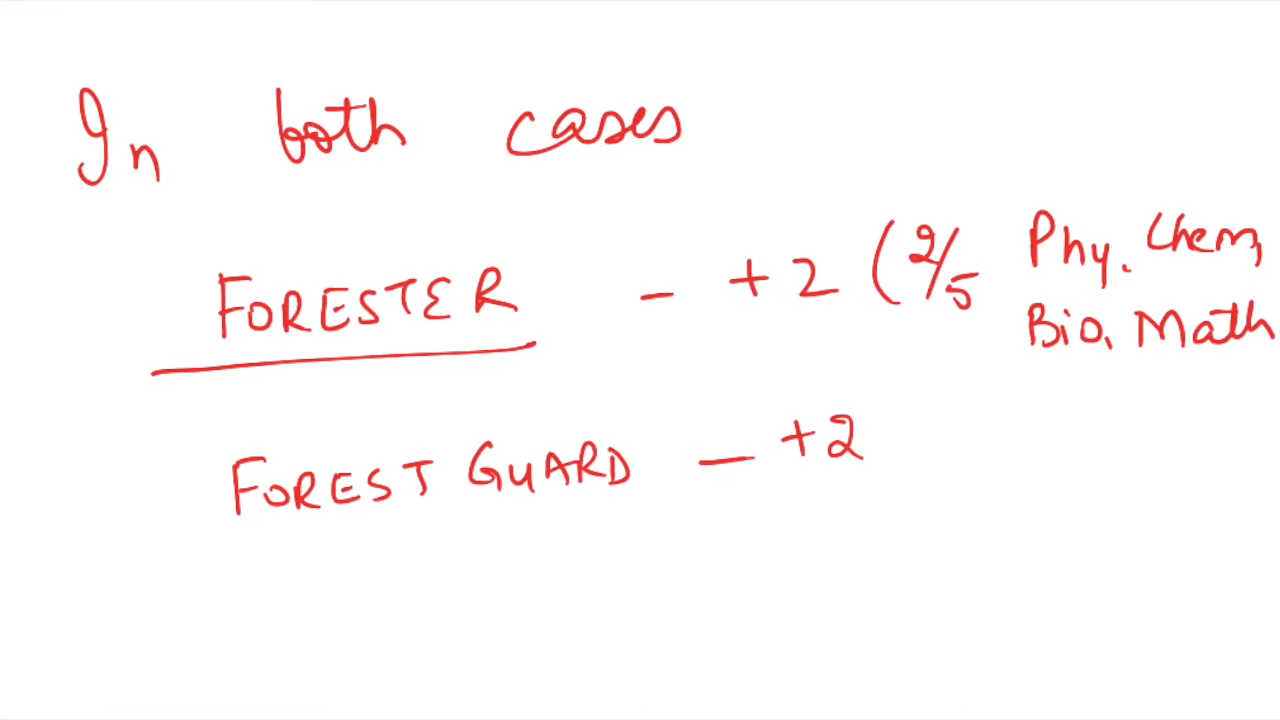 In both cases
FORESTER - +2 (2/5 Phy. Chem,
Bio, Math
FOREST GUARD - +2